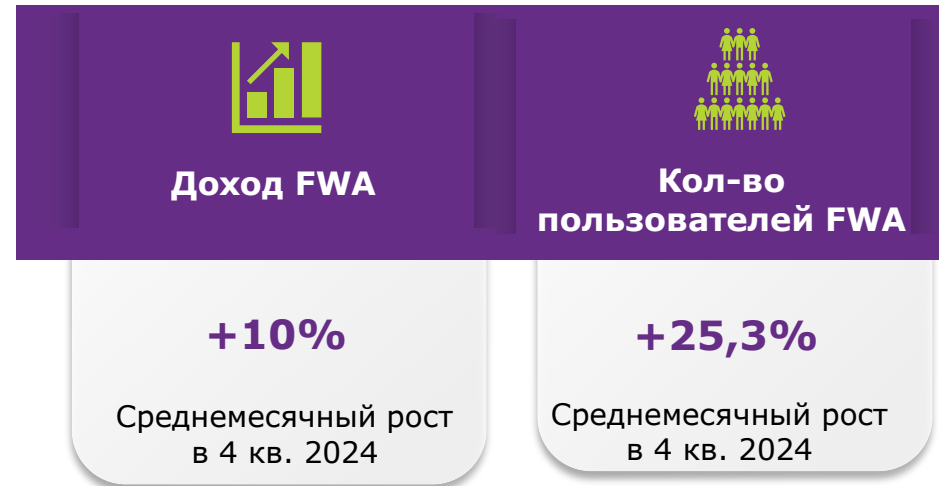 Доход FWA
+10%
Среднемесячный рост
в 4 кв. 2024
Кол-во
пользователей FWA
+25,3%
Среднемесячный рост
в 4 кв. 2024